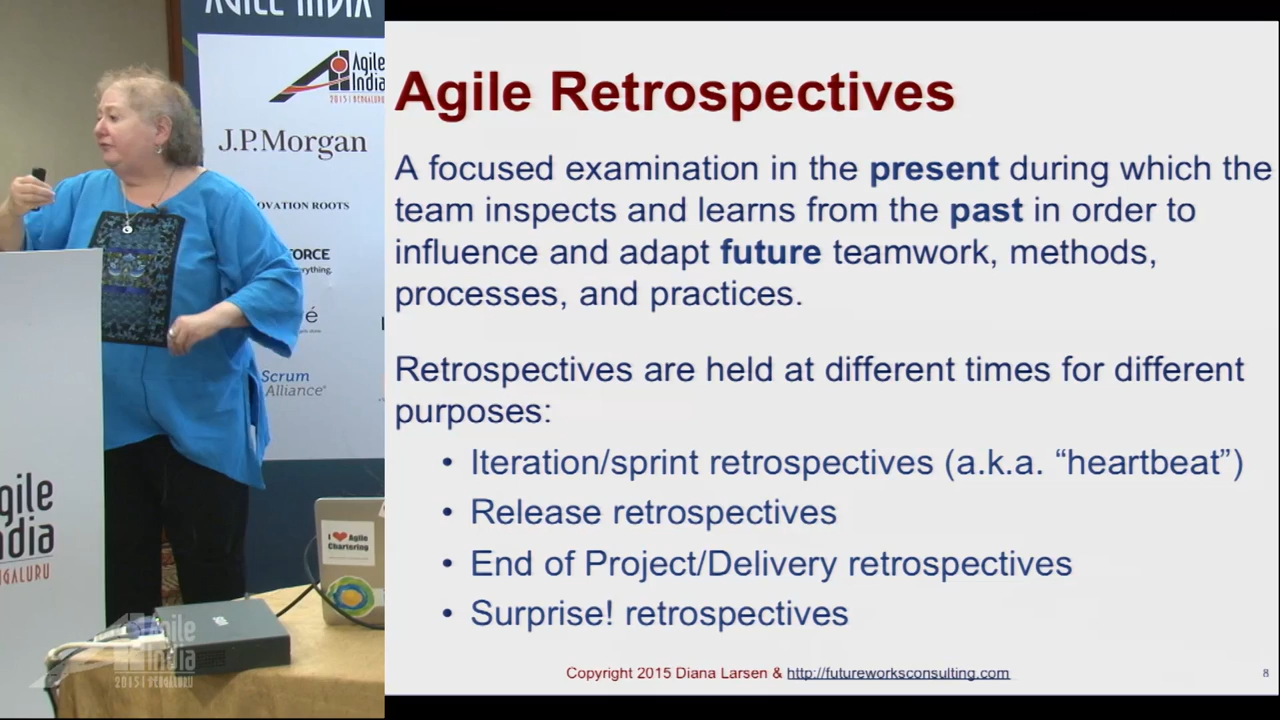 AGILE INDIA
Agile
India
2015 | BENGALURU
J.P.Morgan
OVATION ROOTS
ORCE
erything.
é
Scrum
Alliance®
gile
ndia
NGALURU
I ❤ Agile
Chartering
Agile
India
2015 | BENGALURU
Agile Retrospectives
A focused examination in the present during which the
team inspects and learns from the past in order to
influence and adapt future teamwork, methods,
processes, and practices.
Retrospectives are held at different times for different
purposes:
• Iteration/sprint retrospectives (a.k.a. “heartbeat”)
• Release retrospectives
• End of Project/Delivery retrospectives
• Surprise! retrospectives
Copyright 2015 Diana Larsen & http://futureworksconsulting.com
8